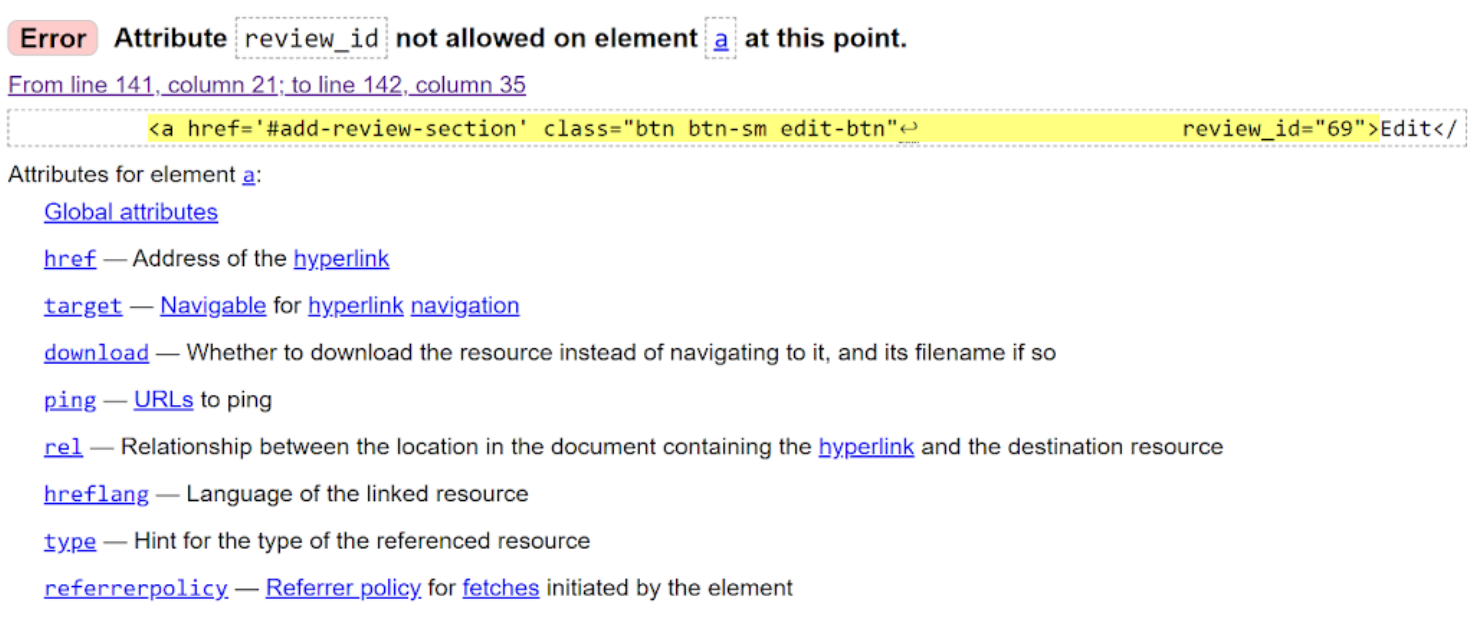 Error Attribute review_id not allowed on element a at this point.
From line 141, column 21; to line 142, column 35
<a href='#add-review-section' class="btn btn-sm edit-btn"↩ review_id="69">Edit</
Attributes for element a:
Global attributes
href — Address of the hyperlink
target — Navigable for hyperlink navigation
download — Whether to download the resource instead of navigating to it, and its filename if so
ping — URLs to ping
rel — Relationship between the location in the document containing the hyperlink and the destination resource
hreflang — Language of the linked resource
type — Hint for the type of the referenced resource
referrerpolicy — Referrer policy for fetches initiated by the element